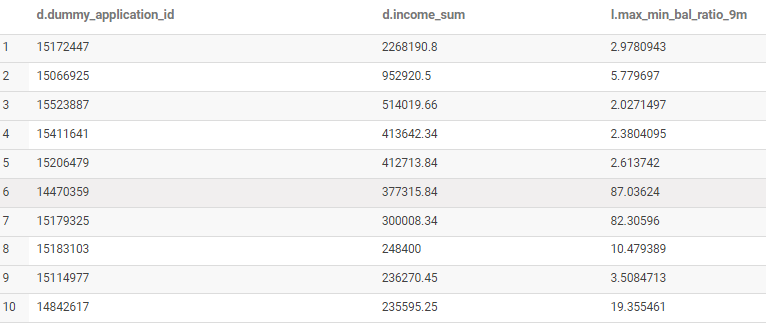 d.dummy_application_id d.income_sum l.max_min_bal_ratio_9m
1 15172447 2268190.8 2.9780943
2 15066925 952920.5 5.779697
3 15523887 514019.66 2.0271497
4 15411641 413642.34 2.3804095
5 15206479 412713.84 2.613742
6 14470359 377315.84 87.03624
7 15179325 300008.34 82.30596
8 15183103 248400 10.479389
9 15114977 236270.45 3.5084713
10 14842617 235595.25 19.355461